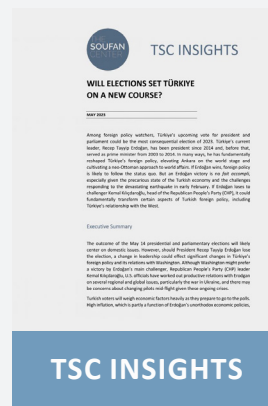 THE
SOUFAN
CENTER
TSC INSIGHTS
WILL ELECTIONS SET TÜRKIYE
ON A NEW COURSE?
MAY 2023
Among foreign policy watchers, Türkiye's upcoming vote for president and
parliament could be the most consequential election of 2023. Türkiye's current
leader, Recep Tayyip Erdoğan, has been president since 2014 and, before that,
served as prime minister from 2003 to 2014. In many ways, he has fundamentally
reshaped Türkiye's foreign policy, elevating Ankara on the world stage and
cultivating a neo-Ottoman approach to world affairs. If Erdoğan wins, foreign policy
is likely to follow the status quo. But an Erdoğan victory is no fait accompli,
especially given the precarious state of the Turkish economy and the challenges
responding to the devastating earthquake in early February. If Erdoğan loses to
challenger Kemal Kılıçdaroğlu, head of the Republican People's Party (CHP), it could
fundamentally transform certain aspects of Turkish foreign policy, including
Türkiye's relationship with the West.
Executive Summary
The outcome of the May 14 presidential and parliamentary elections will likely
center on domestic issues. However, should President Recep Tayyip Erdoğan lose
the election, a change in leadership could effect significant changes in Türkiye's
foreign policy and its relations with Washington. Although Washington might prefer
a victory by Erdoğan's main challenger, Republican People's Party (CHP) leader
Kemal Kılıçdaroğlu, U.S. officials have worked out productive relations with Erdoğan
on several regional and global issues, particularly the war in Ukraine, and there may
be concerns about changing pilots mid-flight given these ongoing crises.
Turkish voters will weigh economic factors heavily as they prepare to go to the polls.
High inflation, which is partly a function of Erdoğan's unorthodox economic policies,
TSC INSIGHTS